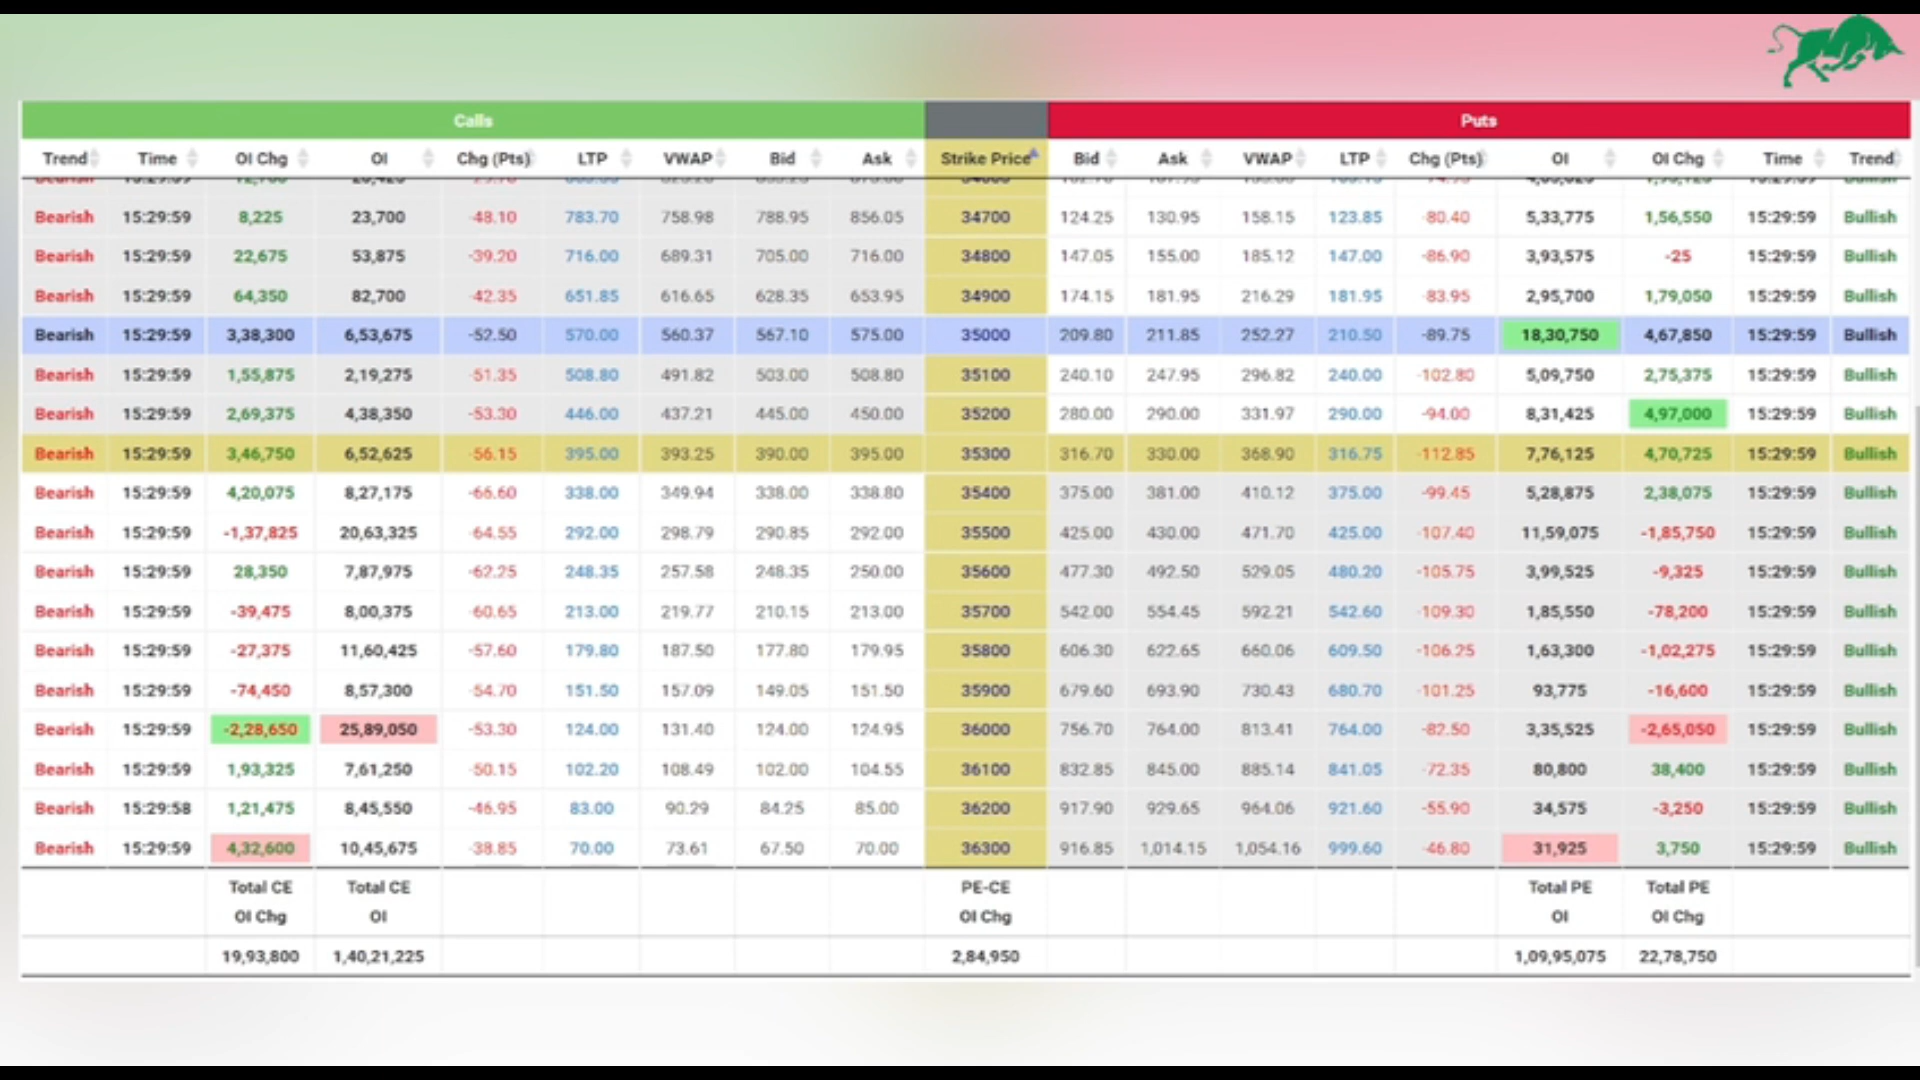 Calls Puts
Trend Time OI Chg OI Chg (Pts) LTP VWAP Bid Ask Strike Price Bid Ask VWAP LTP Chg (Pts) OI OI Chg Time Trend
Bearish 15:29:59 8,225 23,700 -48.10 783.70 758.98 788.95 856.05 34700 124.25 130.95 158.15 123.85 -80.40 5,33,775 1,56,550 15:29:59 Bullish
Bearish 15:29:59 22,675 53,875 -39.20 716.00 689.31 705.00 716.00 34800 147.05 155.00 185.12 147.00 -86.90 3,93,575 -25 15:29:59 Bullish
Bearish 15:29:59 64,350 82,700 -42.35 651.85 616.65 628.35 653.95 34900 174.15 181.95 216.29 181.95 -83.95 2,95,700 1,79,050 15:29:59 Bullish
Bearish 15:29:59 3,38,300 6,53,675 -52.50 570.00 560.37 567.10 575.00 35000 209.80 211.85 252.27 210.50 -89.75 18,30,750 4,67,850 15:29:59 Bullish
Bearish 15:29:59 1,55,875 2,19,275 -51.35 508.80 491.82 503.00 508.80 35100 240.10 247.95 296.82 240.00 -102.80 5,09,750 2,75,375 15:29:59 Bullish
Bearish 15:29:59 2,69,375 4,38,350 -53.30 446.00 437.21 445.00 450.00 35200 280.00 290.00 331.97 290.00 -94.00 8,31,425 4,97,000 15:29:59 Bullish
Bearish 15:29:59 3,46,750 6,52,625 -56.15 395.00 393.25 390.00 395.00 35300 316.70 330.00 368.90 316.75 -112.85 7,76,125 4,70,725 15:29:59 Bullish
Bearish 15:29:59 4,20,075 8,27,175 -66.60 338.00 349.94 338.00 338.80 35400 375.00 381.00 410.12 375.00 -99.45 5,28,875 2,38,075 15:29:59 Bullish
Bearish 15:29:59 -1,37,825 20,63,325 -64.55 292.00 298.79 290.85 292.00 35500 425.00 430.00 471.70 425.00 -107.40 11,59,075 -1,85,750 15:29:59 Bullish
Bearish 15:29:59 28,350 7,87,975 -62.25 248.35 257.58 248.35 250.00 35600 477.30 492.50 529.05 480.20 -105.75 3,99,525 -9,325 15:29:59 Bullish
Bearish 15:29:59 -39,475 8,00,375 -60.65 213.00 219.77 210.15 213.00 35700 542.00 554.45 592.21 542.60 -109.30 1,85,550 -78,200 15:29:59 Bullish
Bearish 15:29:59 -27,375 11,60,425 -57.60 179.80 187.50 177.80 179.95 35800 606.30 622.65 660.06 609.50 -106.25 1,63,300 -1,02,275 15:29:59 Bullish
Bearish 15:29:59 -74,450 8,57,300 -54.70 151.50 157.09 149.05 151.50 35900 679.60 693.90 730.43 680.70 -101.25 93,775 -16,600 15:29:59 Bullish
Bearish 15:29:59 -2,28,650 25,89,050 -53.30 124.00 131.40 124.00 124.95 36000 756.70 764.00 813.41 764.00 -82.50 3,35,525 -2,65,050 15:29:59 Bullish
Bearish 15:29:59 1,93,325 7,61,250 -50.15 102.20 108.49 102.00 104.55 36100 832.85 845.00 885.14 841.05 -72.35 80,800 38,400 15:29:59 Bullish
Bearish 15:29:58 1,21,475 8,45,550 -46.95 83.00 90.29 84.25 85.00 36200 917.90 929.65 964.06 921.60 -55.90 34,575 -3,250 15:29:59 Bullish
Bearish 15:29:59 4,32,600 10,45,675 -38.85 70.00 73.61 67.50 70.00 36300 916.85 1,014.15 1,054.16 999.60 -46.80 31,925 3,750 15:29:59 Bullish
Total CE Total CE PE-CE Total PE Total PE
OI Chg OI OI Chg OI OI Chg
19,93,800 1,40,21,225 2,84,950 1,09,95,075 22,78,750